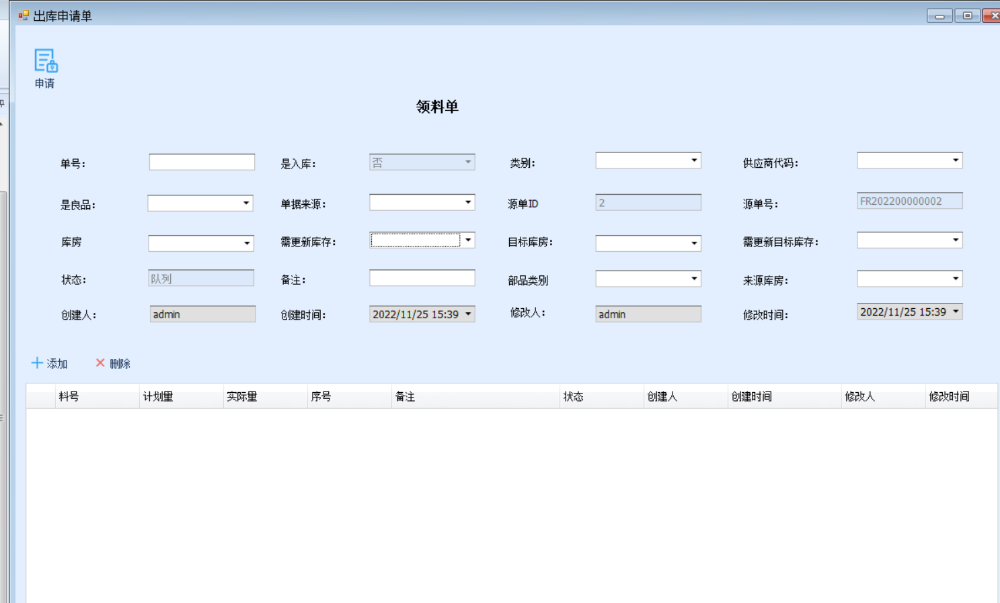 出库申请单
申请
领料单
单号： 是入库： 否 类别： 供应商代码：
是良品： 单据来源： 源单ID 2 源单号： FR202200000002
库房 需更新库存： 目标库房： 需更新目标库存：
状态： 队列 备注： 部品类别 来源库房：
创建人： admin 创建时间： 2022/11/25 15:39 修改人： admin 修改时间： 2022/11/25 15:39
添加 删除
料号 计划量 实际量 序号 备注 状态 创建人 创建时间 修改人 修改时间